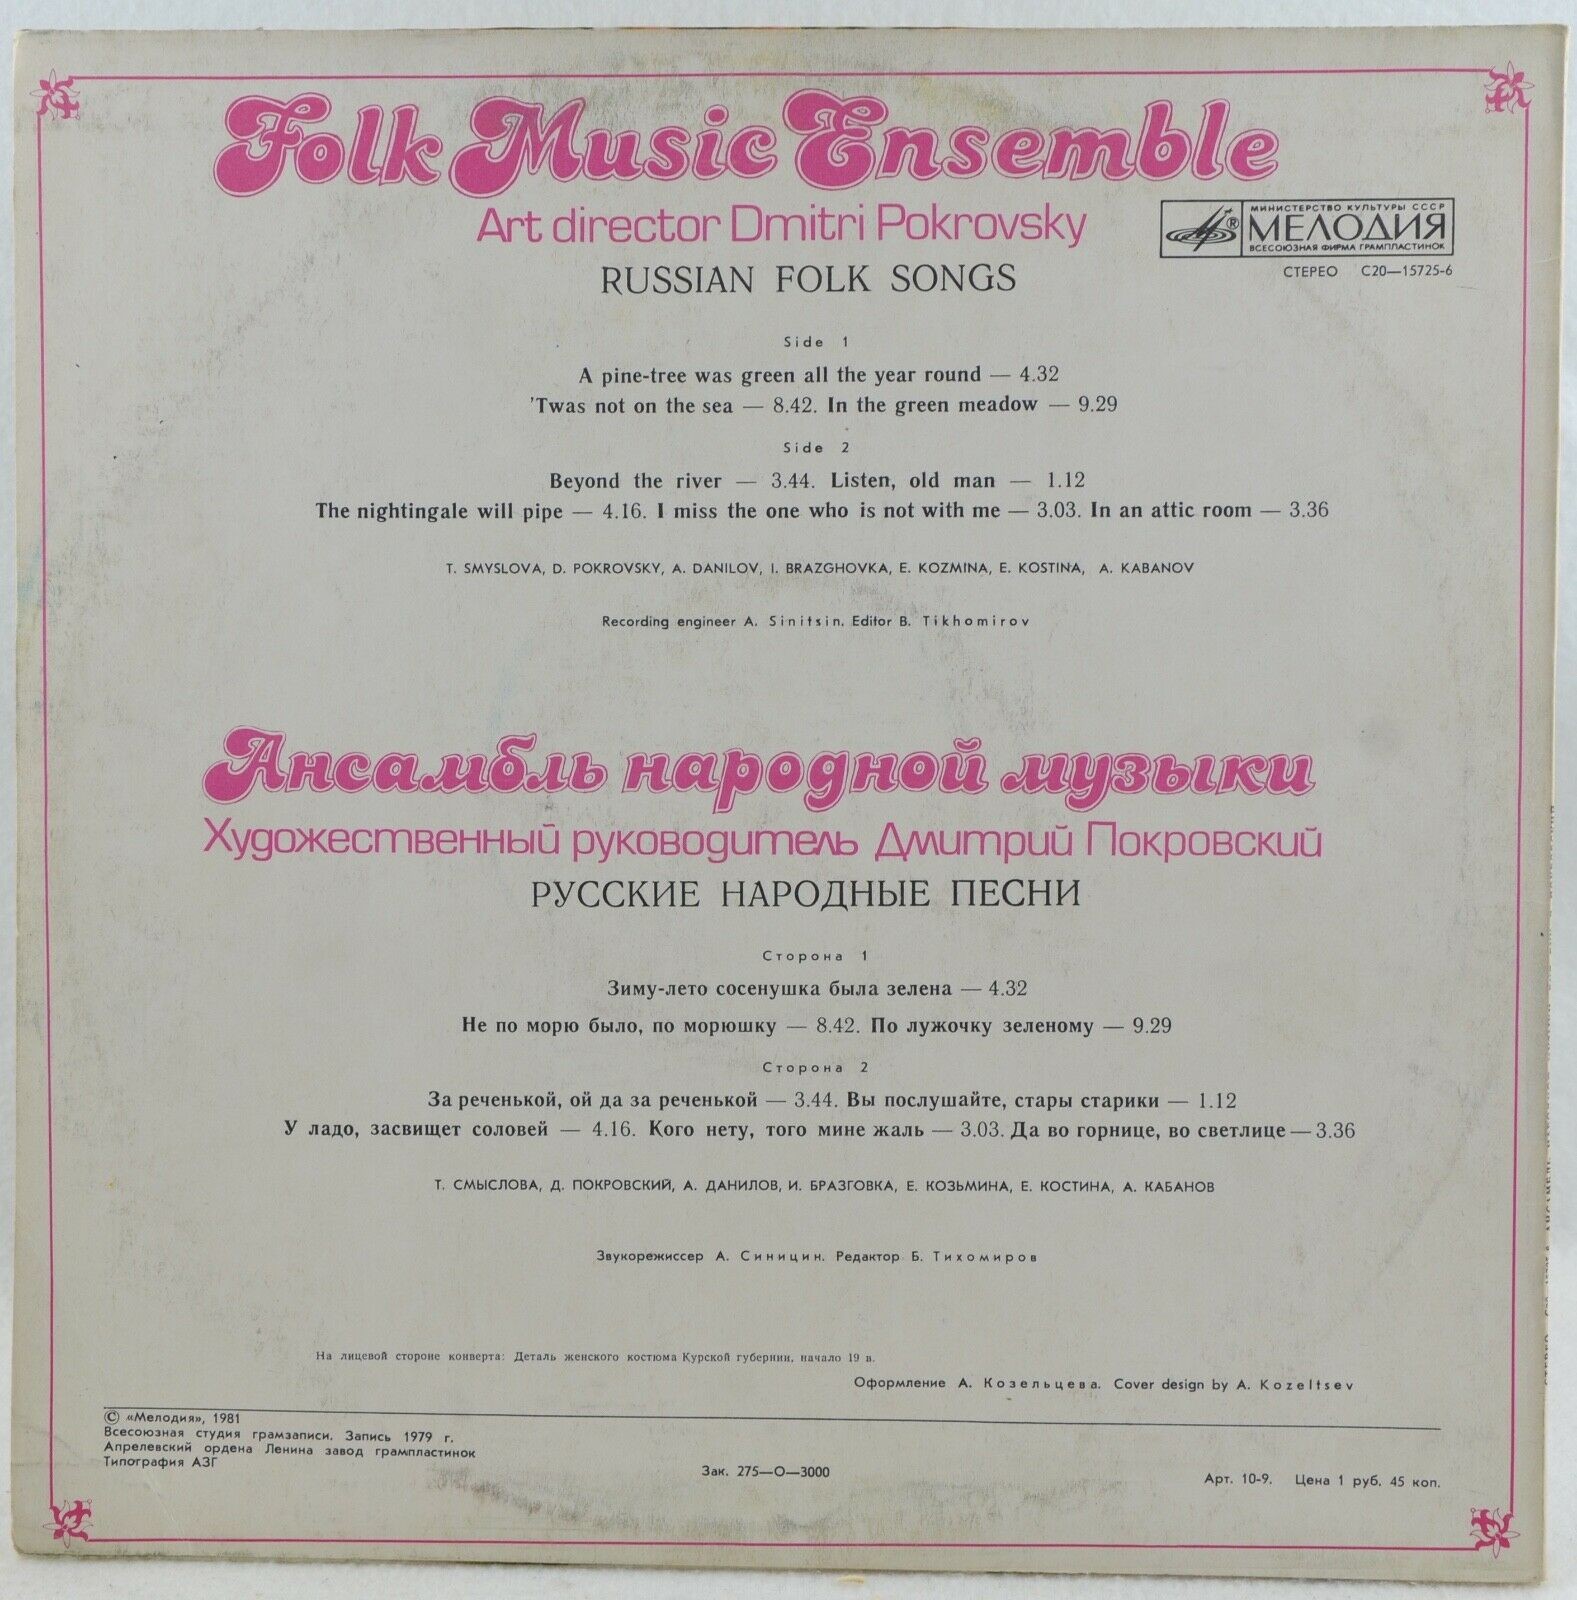 Folk Music Ensemble
Art director Dmitri Pokrovsky
RUSSIAN FOLK SONGS
МИНИСТЕРСТВО КУЛЬТУРЫ СССР
МЕЛОДИЯ
ВСЕСОЮЗНАЯ ФИРМА ГРАМПЛАСТИНОК
СТЕРЕО С20—15725-6
Side 1
A pine-tree was green all the year round — 4.32
'Twas not on the sea — 8.42. In the green meadow — 9.29
Side 2
Beyond the river — 3.44. Listen, old man — 1.12
The nightingale will pipe — 4.16. I miss the one who is not with me — 3.03. In an attic room — 3.36
T. SMYSLOVA, D. POKROVSKY, A. DANILOV, I. BRAZGHOVKA, E. KOZMINA, E. KOSTINA, A. KABANOV
Recording engineer A. Sinitsin. Editor B. Tikhomirov
Ансамбль народной музыки
Художественный руководитель Дмитрий Покровский
РУССКИЕ НАРОДНЫЕ ПЕСНИ
Сторона 1
Зиму-лето сосенушка была зелена — 4.32
Не по морю было, по морюшку — 8.42. По лужочку зеленому — 9.29
Сторона 2
За реченькой, ой да за реченькой — 3.44. Вы послушайте, стары старики — 1.12
У ладо, засвищет соловей — 4.16. Кого нету, того мине жаль — 3.03. Да во горнице, во светлице — 3.36
Т. СМЫСЛОВА, Д. ПОКРОВСКИЙ, А. ДАНИЛОВ, И. БРАЗГОВКА, Е. КОЗЬМИНА, Е. КОСТИНА, А. КАБАНОВ
Звукорежиссер А. Синицин. Редактор Б. Тихомиров
На лицевой стороне конверта: Деталь женского костюма Курской губернии, начало 19 в.
Оформление А. Козельцева. Cover design by A. Kozeltsev
© «Мелодия», 1981
Всесоюзная студия грамзаписи. Запись 1979 г.
Апрелевский ордена Ленина завод грампластинок
Типография АЗГ
Зак. 275—О—3000
Арт. 10-9. Цена 1 руб. 45 коп.